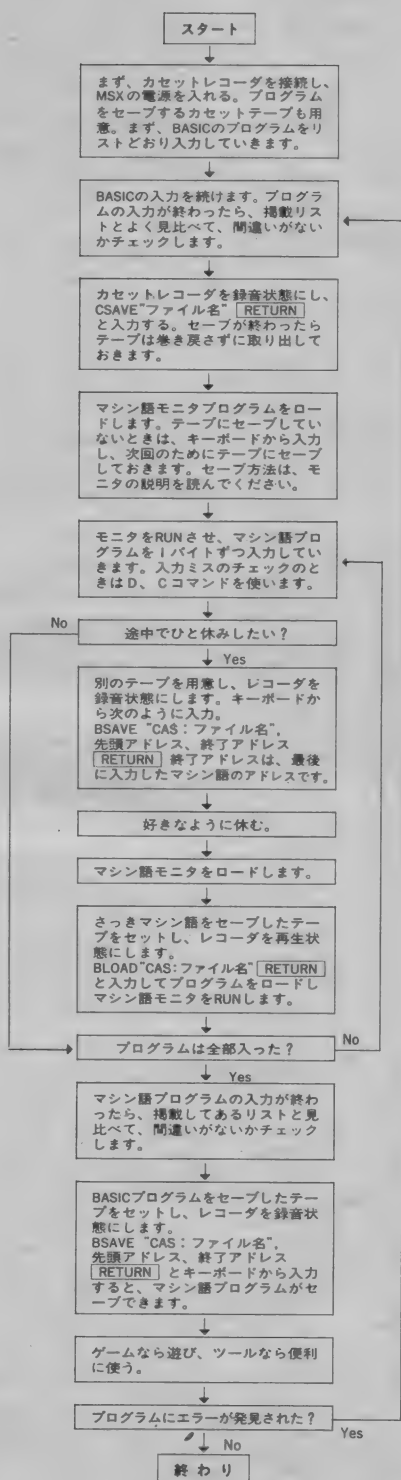 スタート
まず、カセットレコーダを接続し、
MSXの電源を入れる。プログラム
をセーブするカセットテープも用
意。まず、BASICのプログラムをリ
ストどおり入力していきます。
BASICの入力を続けます。プログラ
ムの入力が終わったら、掲載リス
トとよく見比べて、間違いがない
かチェックします。
カセットレコーダを録音状態にし、
CSAVE"ファイル名" RETURN
と入力する。セーブが終わったら
テープは巻き戻さずに取り出して
おきます。
マシン語モニタプログラムをロー
ドします。テープにセーブしてい
ないときは、キーボードから入力
し、次回のためにテープにセーブ
しておきます。セーブ方法は、モ
ニタの説明を読んでください。
モニタをRUNさせ、マシン語プロ
グラムを1バイトずつ入力してい
きます。入力ミスのチェックのと
きはD、Cコマンドを使います。
No
途中でひと休みしたい？
Yes
別のテープを用意し、レコーダを
録音状態にします。キーボードか
ら次のように入力。
BSAVE "CAS：ファイル名",
先頭アドレス、終了アドレス
RETURN 終了アドレスは、最後
に入力したマシン語のアドレスです。
好きなように休む。
マシン語モニタをロードします。
さっきマシン語をセーブしたテー
プをセットし、レコーダを再生状
態にします。
BLOAD"CAS:ファイル名" RETURN
と入力してプログラムをロードし
マシン語モニタをRUNします。
プログラムは全部入った？
No
Yes
マシン語プログラムの入力が終わ
ったら、掲載してあるリストと見
比べて、間違いがないかチェック
します。
BASICプログラムをセーブしたテー
プをセットし、レコーダを録音状
態にします。
BSAVE "CAS：ファイル名",
先頭アドレス、終了アドレス
RETURN とキーボードから入力
すると、マシン語プログラムがセ
ーブできます。
ゲームなら遊び、ツールなら便利
に使う。
プログラムにエラーが発見された？
Yes
No
終わり